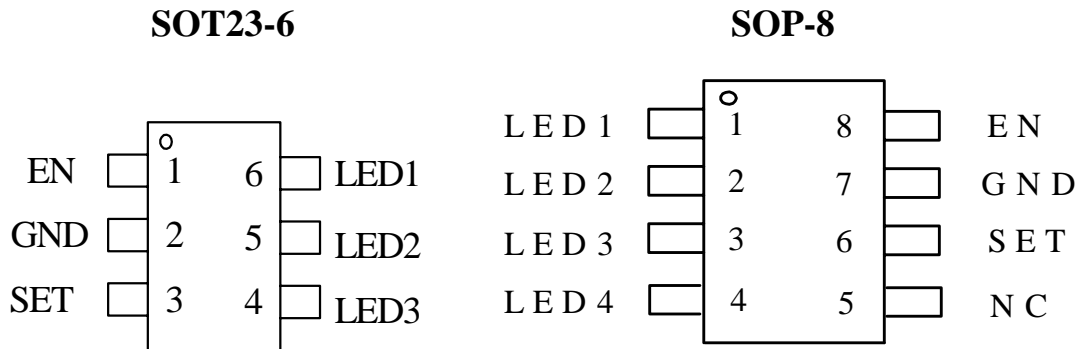 SOT23-6
EN 1 6 LED1
GND 2 5 LED2
SET 3 4 LED3
SOP-8
LED1 1 8 EN
LED2 2 7 GND
LED3 3 6 SET
LED4 4 5 NC